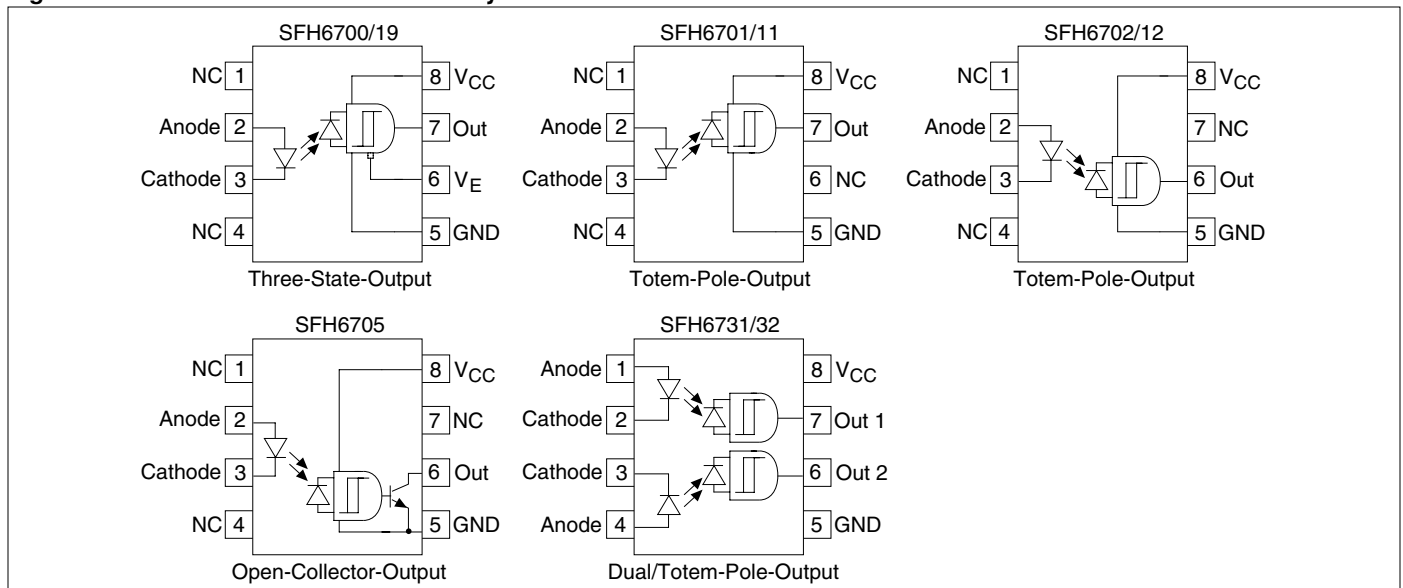 SFH6700/19
NC 1
Anode 2
Cathode 3
NC 4
8 VCC
7 Out
6 VE
5 GND
Three-State-Output
SFH6701/11
NC 1
Anode 2
Cathode 3
NC 4
8 VCC
7 Out
6 NC
5 GND
Totem-Pole-Output
SFH6702/12
NC 1
Anode 2
Cathode 3
NC 4
8 VCC
7 NC
6 Out
5 GND
Totem-Pole-Output
SFH6705
NC 1
Anode 2
Cathode 3
NC 4
8 VCC
7 NC
6 Out
5 GND
Open-Collector-Output
SFH6731/32
Anode 1
Cathode 2
Cathode 3
Anode 4
8 VCC
7 Out 1
6 Out 2
5 GND
Dual/Totem-Pole-Output